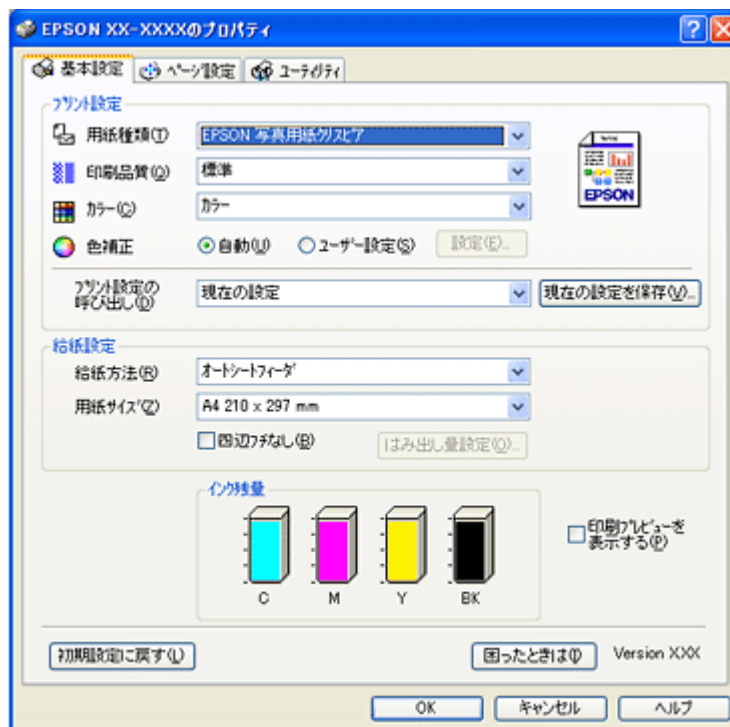 EPSON XX-XXXXのプロパティ
基本設定 ページ設定 ユーティリティ
プリント設定
用紙種類(T) EPSON 写真用紙クリスピア
印刷品質(Q) 標準
カラー(C) カラー
EPSON
色補正 自動(U) ユーザー設定(S) 設定(E)...
プリント設定の
呼び出し(D) 現在の設定 現在の設定を保存(V)...
給紙設定
給紙方法(R) オートシートフィーダ
用紙サイズ(Z) A4 210 x 297 mm
四辺フチなし(B) はみ出し量設定(O)...
インク残量
C M Y BK
印刷プレビューを
表示する(P)
初期設定に戻す(L) 困ったときは(I) Version X.XX
OK キャンセル ヘルプ